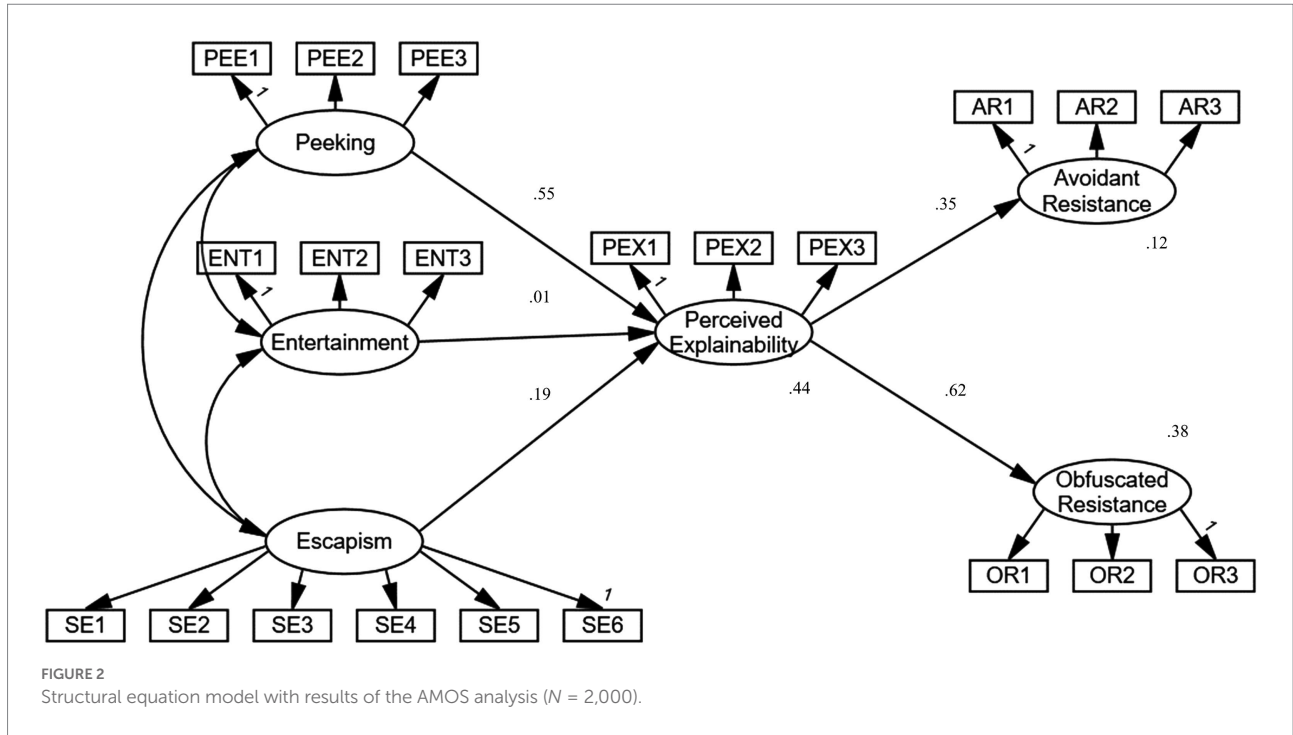 PEE1 PEE2 PEE3
1
Peeking
AR1 AR2 AR3
1
Avoidant
Resistance
.55
.35
.12
ENT1 ENT2 ENT3
1
Entertainment
.01
PEX1 PEX2 PEX3
1
Perceived
Explainability
.44
.19
.62
.38
Obfuscated
Resistance
1
OR1 OR2 OR3
Escapism
1
SE1 SE2 SE3 SE4 SE5 SE6
FIGURE 2
Structural equation model with results of the AMOS analysis (N = 2,000).